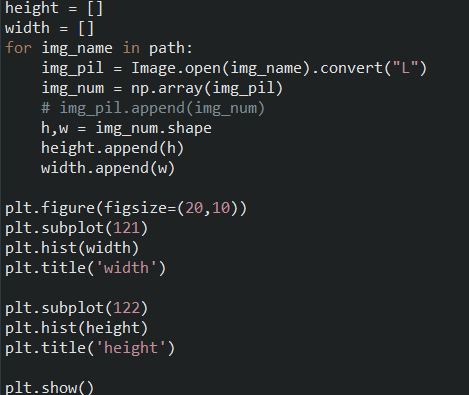 height = []
width = []
for img_name in path:
    img_pil = Image.open(img_name).convert("L")
    img_num = np.array(img_pil)
    # img_pil.append(img_num)
    h,w = img_num.shape
    height.append(h)
    width.append(w)

plt.figure(figsize=(20,10))
plt.subplot(121)
plt.hist(width)
plt.title('width')

plt.subplot(122)
plt.hist(height)
plt.title('height')

plt.show()